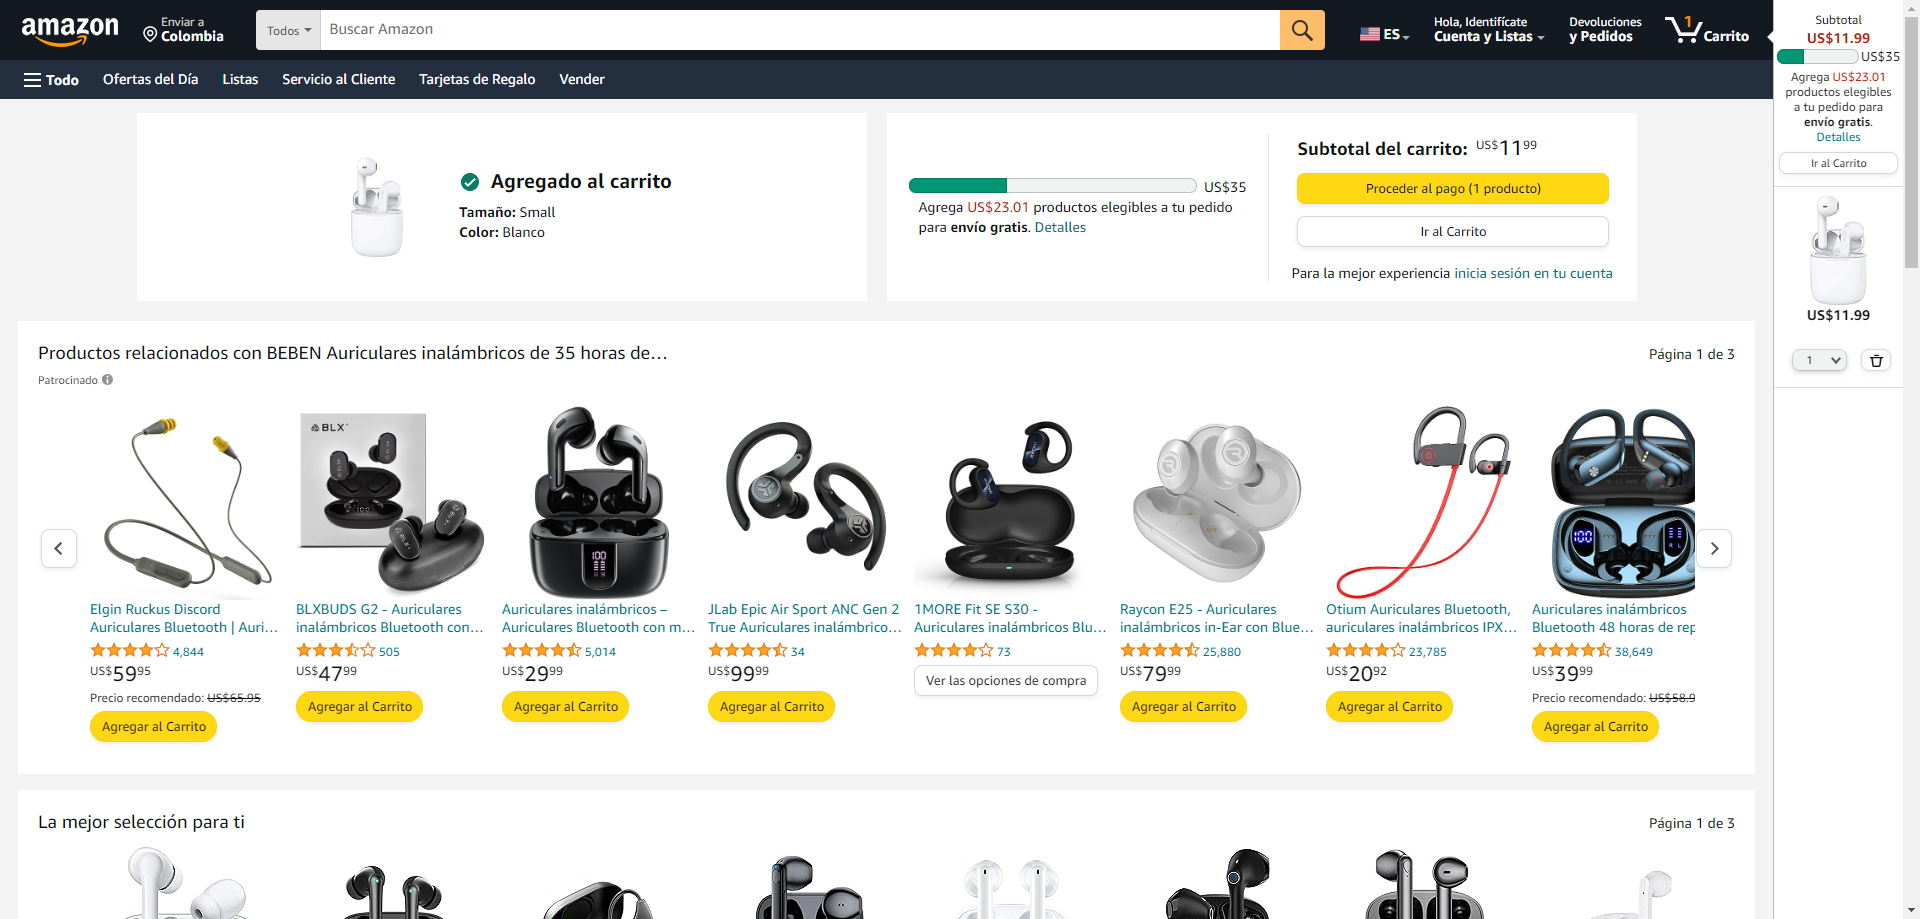 amazon
Enviar a
Colombia
Todos
Buscar Amazon
ES
Hola, Identifícate
Cuenta y Listas
Devoluciones
y Pedidos
1
Carrito
Todo
Ofertas del Día
Listas
Servicio al Cliente
Tarjetas de Regalo
Vender
Subtotal
US$11.99
US$35
Agrega US$23.01
productos elegibles
a tu pedido para
envío gratis.
Detalles
Ir al Carrito
US$11.99
1
Agregado al carrito
Tamaño: Small
Color: Blanco
US$35
Agrega US$23.01 productos elegibles a tu pedido
para envío gratis. Detalles
Subtotal del carrito: US$11 99
Proceder al pago (1 producto)
Ir al Carrito
Para la mejor experiencia inicia sesión en tu cuenta
Productos relacionados con BEBEN Auriculares inalámbricos de 35 horas de…
Página 1 de 3
Patrocinado
BLX
100
100
Elgin Ruckus Discord
Auriculares Bluetooth | Auri…
4,844
US$59 95
Precio recomendado: US$65.95
Agregar al Carrito
BLXBUDS G2 - Auriculares
inalámbricos Bluetooth con…
505
US$47 99
Agregar al Carrito
Auriculares inalámbricos –
Auriculares Bluetooth con m…
5,014
US$29 99
Agregar al Carrito
JLab Epic Air Sport ANC Gen 2
True Auriculares inalámbrico…
34
US$99 99
Agregar al Carrito
1MORE Fit SE S30 -
Auriculares inalámbricos Blu…
73
Ver las opciones de compra
Raycon E25 - Auriculares
inalámbricos in-Ear con Blue…
25,880
US$79 99
Agregar al Carrito
Otium Auriculares Bluetooth,
auriculares inalámbricos IPX…
23,785
US$20 92
Agregar al Carrito
Auriculares inalámbricos
Bluetooth 48 horas de rep
38,649
US$39 99
Precio recomendado: US$58.9
Agregar al Carrito
La mejor selección para ti
Página 1 de 3